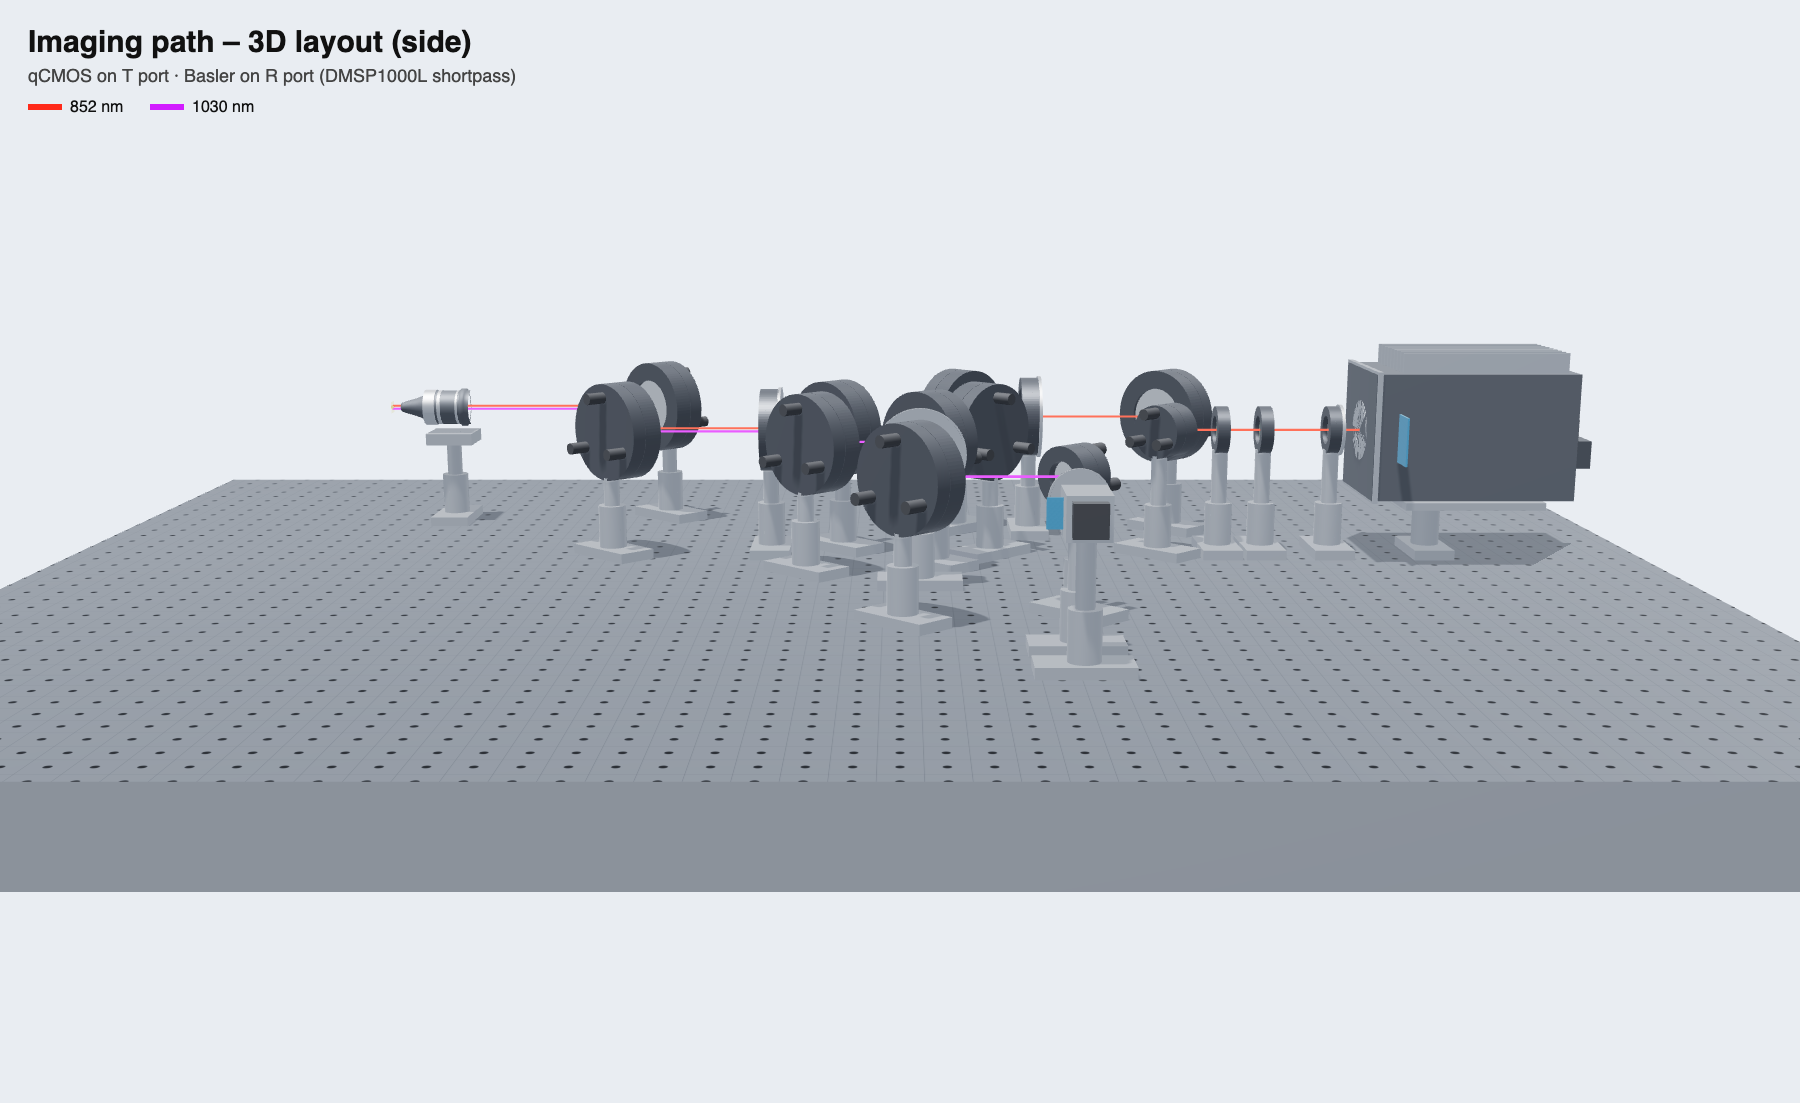 Imaging path – 3D layout (side)
qCMOS on T port · Basler on R port (DMSP1000L shortpass)
852 nm 1030 nm